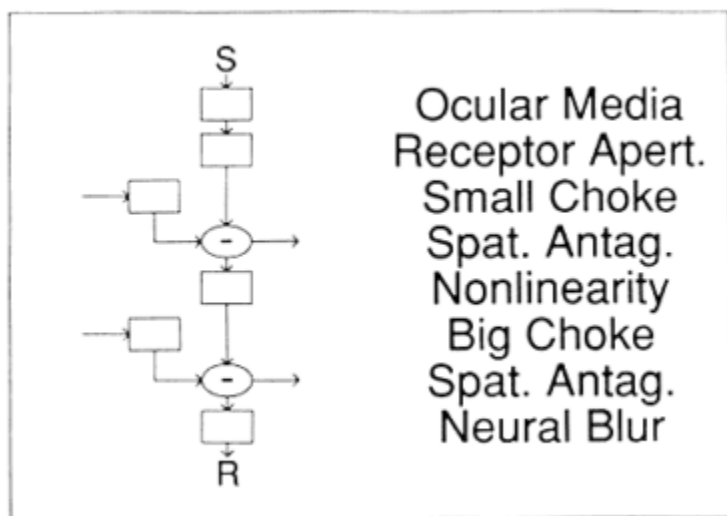 S
Ocular Media
Receptor Apert.
Small Choke
-
Spat. Antag.
Nonlinearity
Big Choke
-
Spat. Antag.
Neural Blur
R